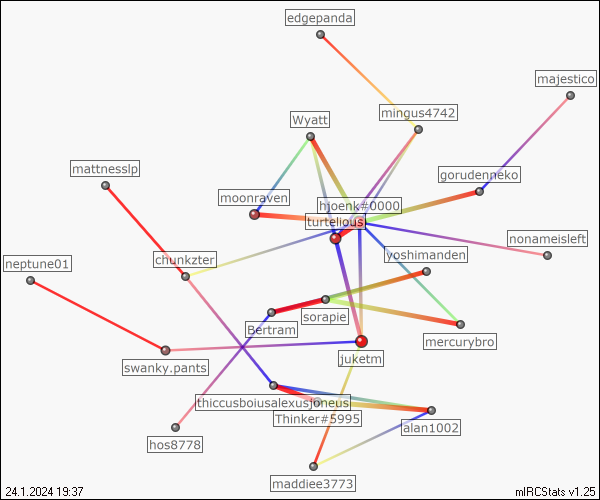 edgepanda
majestico
mingus4742
Wyatt
mattnesslp
gorudenneko
moonraven
hjoenk#0000
turtelious
nonameisleft
yoshimanden
chunkzter
neptune01
sorapie
Bertram
mercurybro
juketm
swanky.pants
thiccusboiusalexusjoneus
Thinker#5995
alan1002
hos8778
maddiee3773
24.1.2024 19:37
mIRCStats v1.25